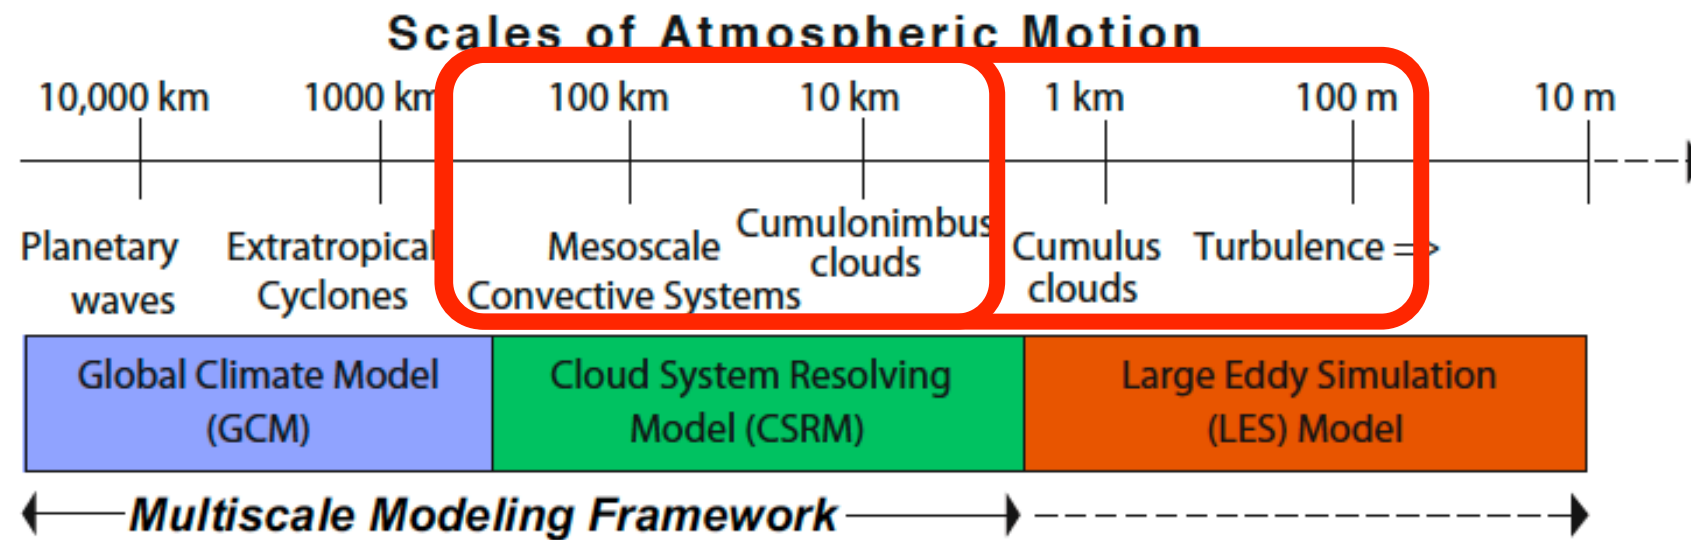 Scales of Atmospheric Motion
10,000 km 1000 km 100 km 10 km 1 km 100 m 10 m
Planetary
waves
Extratropical
Cyclones
Mesoscale
Convective Systems
Cumulonimbus
clouds
Cumulus
clouds
Turbulence =>
Global Climate Model
(GCM)
Cloud System Resolving
Model (CSRM)
Large Eddy Simulation
(LES) Model
Multiscale Modeling Framework